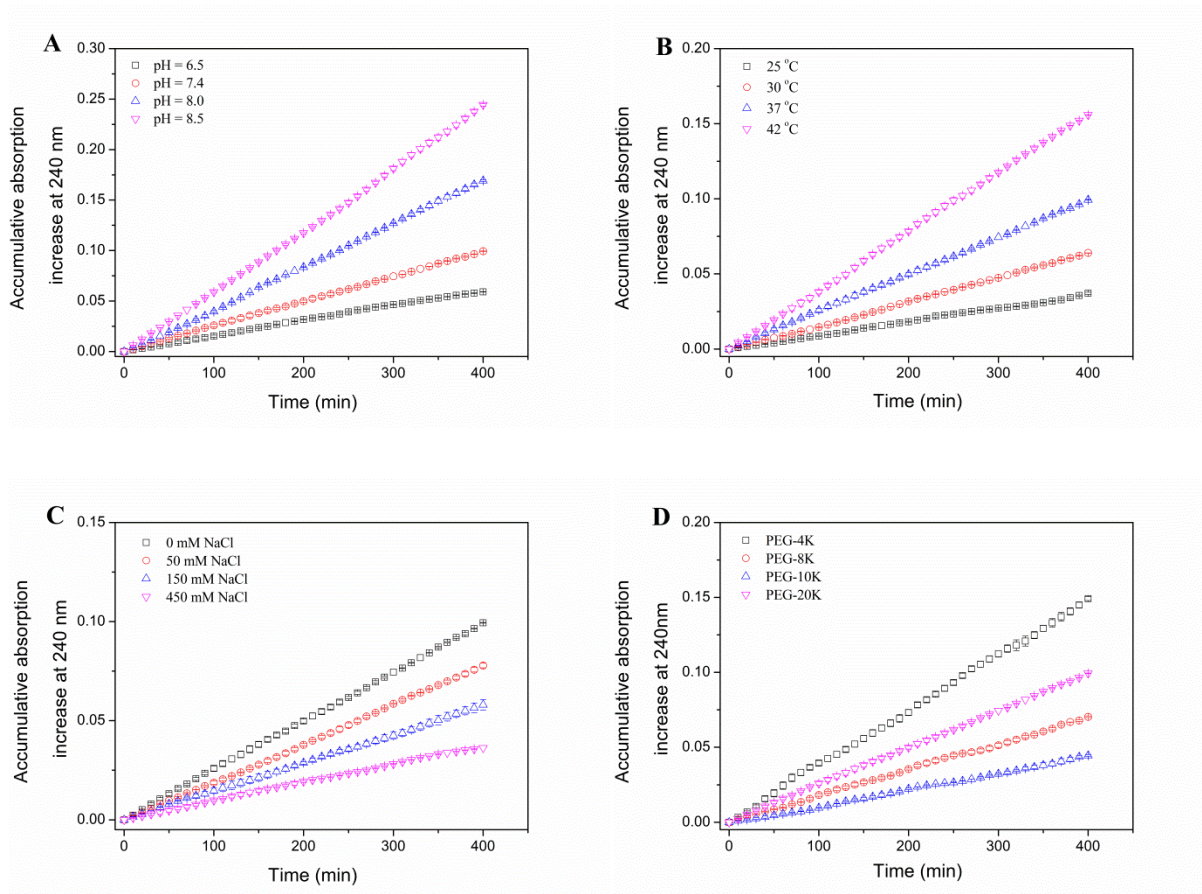 A
0.30
0.25
0.20
0.15
0.10
0.05
0.00
pH = 6.5
pH = 7.4
pH = 8.0
pH = 8.5
Accumulative absorption
increase at 240 nm
0
100
200
300
400
Time (min)
B
0.20
0.15
0.10
0.05
0.00
25 °C
30 °C
37 °C
42 °C
Accumulative absorption
increase at 240 nm
0
100
200
300
400
Time (min)
C
0.15
0.10
0.05
0.00
0 mM NaCl
50 mM NaCl
150 mM NaCl
450 mM NaCl
Accumulative absorption
increase at 240 nm
0
100
200
300
400
Time (min)
D
0.20
0.15
0.10
0.05
0.00
PEG-4K
PEG-8K
PEG-10K
PEG-20K
Accumulative absorption
increase at 240nm
0
100
200
300
400
Time (min)